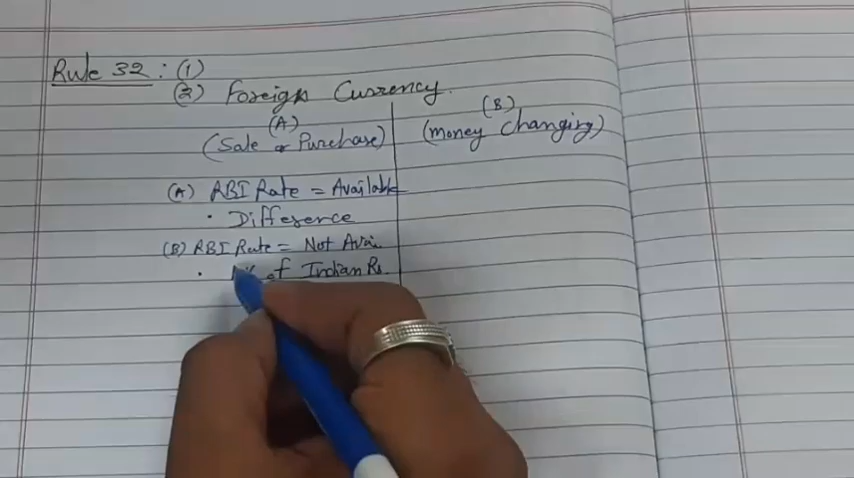 Rule 32 : (1)
(2) Foreign Currency.
(A)
(Sale or Purchase)
(B)
(Money Changing)
(A) RBI Rate = Available
• Difference
(B) RBI Rate = Not Avai.
• of Indian Rs